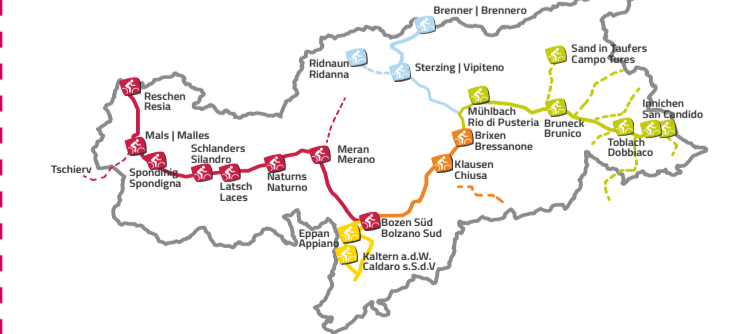 Brenner | Brennero
Sand in Taufers
Campo Tures
Ridnaun
Ridanna
Sterzing | Vipiteno
Reschen
Resia
Mühlbach
Rio di Pusteria
Bruneck
Brunico
Innichen
San Candido
Toblach
Dobbiaco
Mals | Malles
Brixen
Bressanone
Schlanders
Silandro
Meran
Merano
Klausen
Chiusa
Tschierv
Spondinig
Spondigna
Naturns
Naturno
Latsch
Laces
Bozen Süd
Bolzano Sud
Eppan
Appiano
Kaltern a.d.W.
Caldaro s.S.d.V